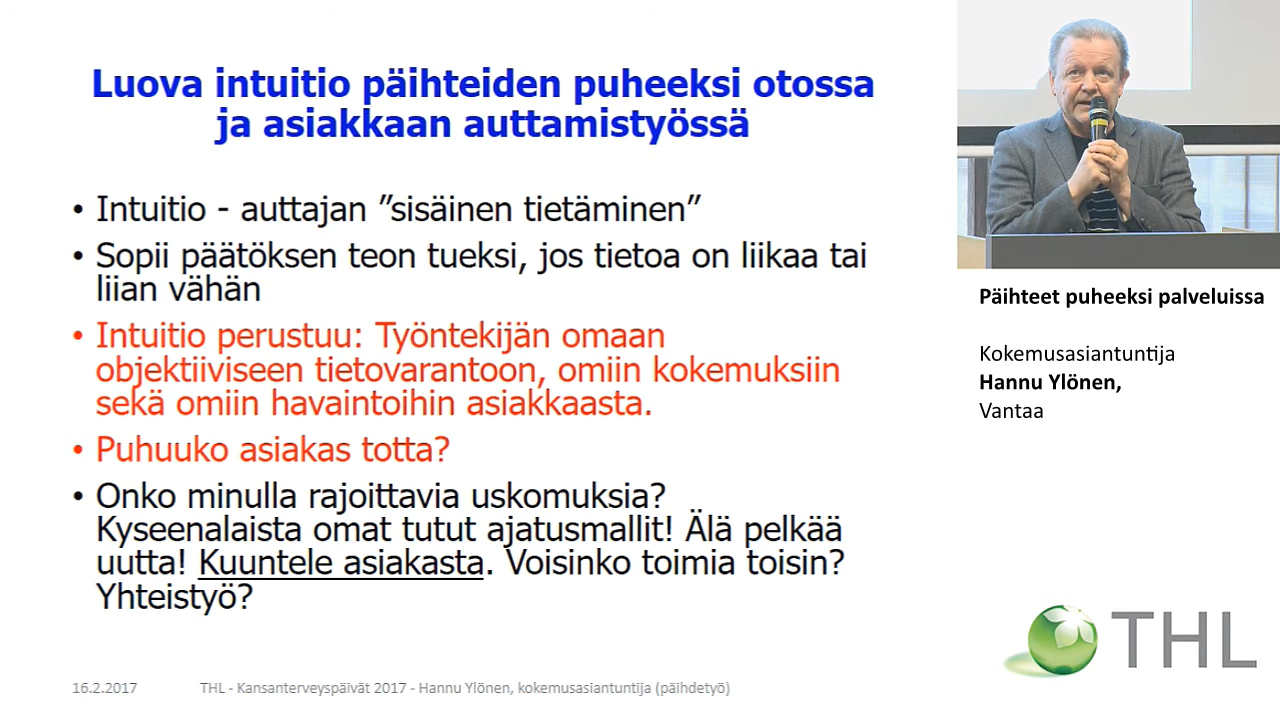 Luova intuitio päihteiden puheeksi otossa
ja asiakkaan auttamistyössä
• Intuitio - auttajan ”sisäinen tietäminen”
• Sopii päätöksen teon tueksi, jos tietoa on liikaa tai
liian vähän
• Intuitio perustuu: Työntekijän omaan
objektiiviseen tietovarantoon, omiin kokemuksiin
sekä omiin havaintoihin asiakkaasta.
• Puhuuko asiakas totta?
• Onko minulla rajoittavia uskomuksia?
Kyseenalaista omat tutut ajatusmallit! Älä pelkää
uutta! Kuuntele asiakasta. Voisinko toimia toisin?
Yhteistyö?
16.2.2017
THL - Kansanterveyspäivät 2017 - Hannu Ylönen, kokemusasiantuntija (päihdetyö)
Päihteet puheeksi palveluissa
Kokemusasiantuntija
Hannu Ylönen,
Vantaa
THL